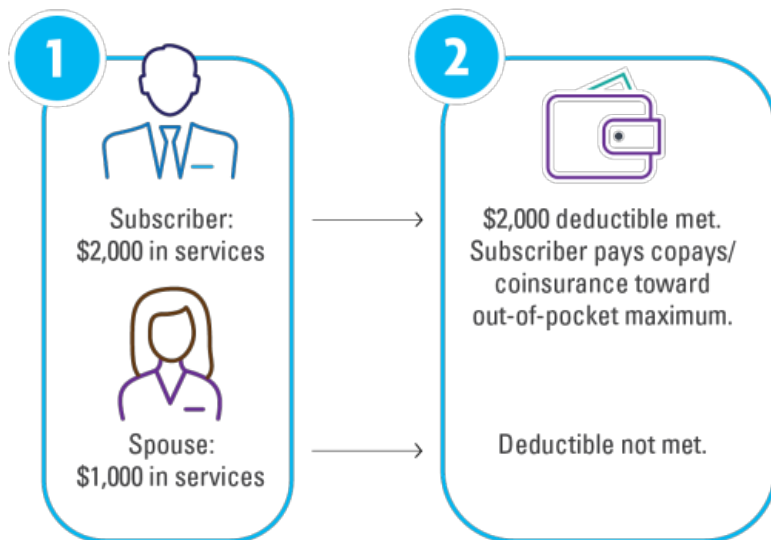 1
Subscriber:
$2,000 in services
Spouse:
$1,000 in services
2
$2,000 deductible met.
Subscriber pays copays/
coinsurance toward
out-of-pocket maximum.
Deductible not met.